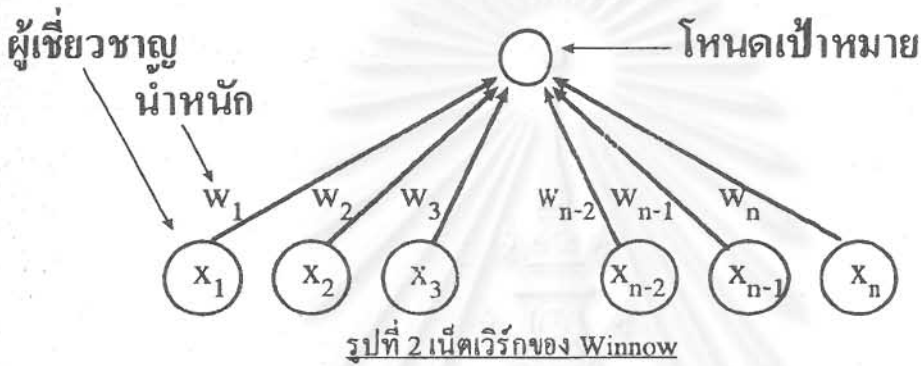 ผู้เชี่ยวชาญ
โหนดเป้าหมาย
น้ำหนัก
W1 W2 W3 Wn-2 Wn-1 Wn
X1 X2 X3 Xn-2 Xn-1 Xn
รูปที่ 2 เน็ตเวิร์กของ Winnow